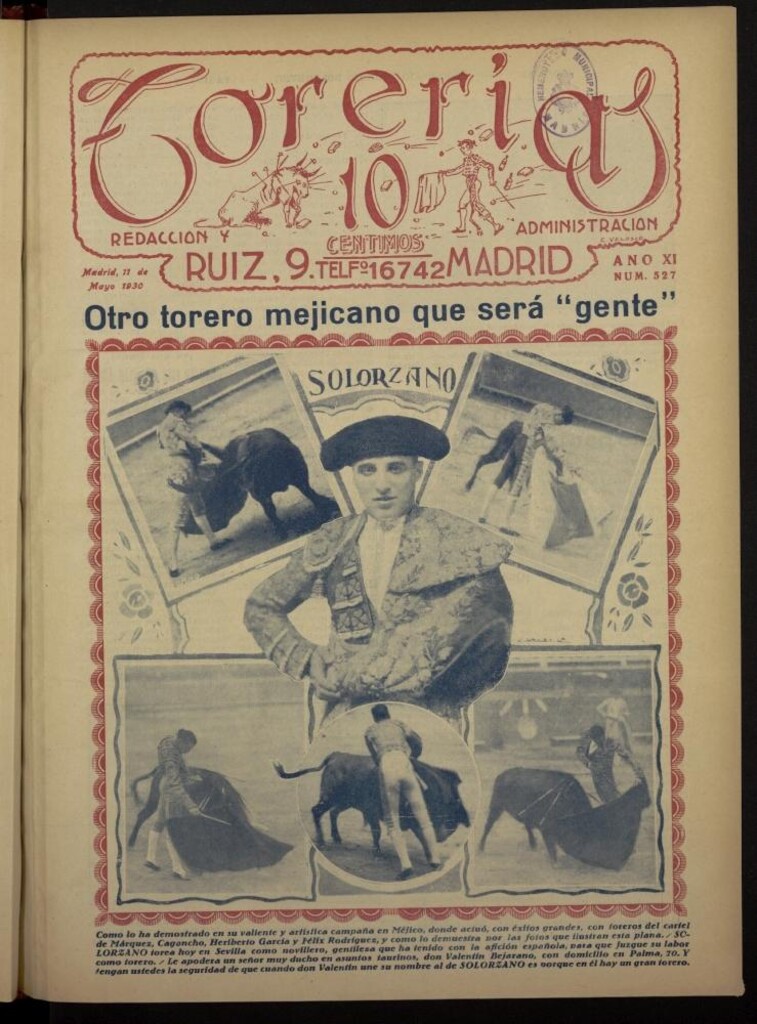 Torerías
10
CENTIMOS
REDACCION Y
ADMINISTRACION
RUIZ, 9. TELFº 16742 MADRID
Madrid, 11 de
Mayo 1930
ANO XI
NUM. 527
Otro torero mejicano que será "gente"
SOLORZANO
Como lo ha demostrado en su valiente y artística campaña en Méjico, donde actuó, con éxitos grandes, con toreros del cartel
de Márquez, Cagancho, Heriberto García y Félix Rodríguez, y como lo demuestra por las fotos que ilustran esta plana. / SO-
LORZANO torea hoy en Sevilla como novillero, gentileza que ha tenido con la afición española, para que juzgue su labor
como torero. / Le apodera un señor muy ducho en asuntos taurinos, don Valentín Bejarano, con domicilio en Palma, 70. Y
tengan ustedes la seguridad de que cuando don Valentín une su nombre al de SOLORZANO es porque en él hay un gran torero.